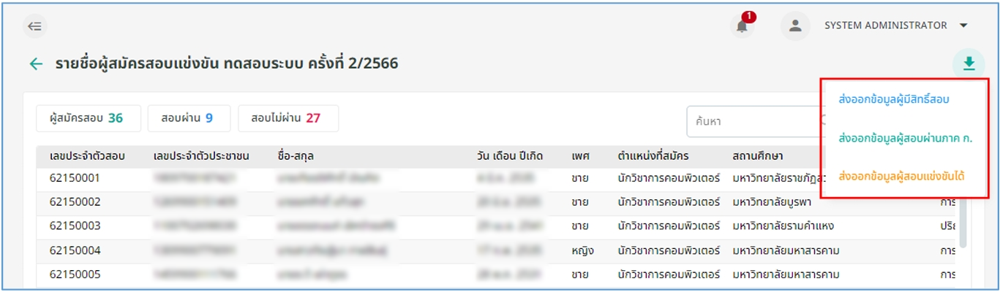 1
SYSTEM ADMINISTRATOR
รายชื่อผู้สมัครสอบแข่งขัน ทดสอบระบบ ครั้งที่ 2/2566
ส่งออกข้อมูลผู้มีสิทธิ์สอบ
ส่งออกข้อมูลผู้สอบผ่านภาค ก.
ส่งออกข้อมูลผู้สอบแข่งขันได้
ผู้สมัครสอบ 36 สอบผ่าน 9 สอบไม่ผ่าน 27
ค้นหา
เลขประจำตัวสอบ เลขประจำตัวประชาชน ชื่อ-สกุล วัน เดือน ปีเกิด เพศ ตำแหน่งที่สมัคร สถานศึกษา
62150001 ชาย นักวิชาการคอมพิวเตอร์ มหาวิทยาลัยราชภัฏ
62150002 ชาย นักวิชาการคอมพิวเตอร์ มหาวิทยาลัยบูรพา การ
62150003 ชาย นักวิชาการคอมพิวเตอร์ มหาวิทยาลัยรามคำแหง ปริ
62150004 หญิง นักวิชาการคอมพิวเตอร์ มหาวิทยาลัยมหาสารคาม การ
62150005 ชาย นักวิชาการคอมพิวเตอร์ มหาวิทยาลัยมหาสารคาม การ